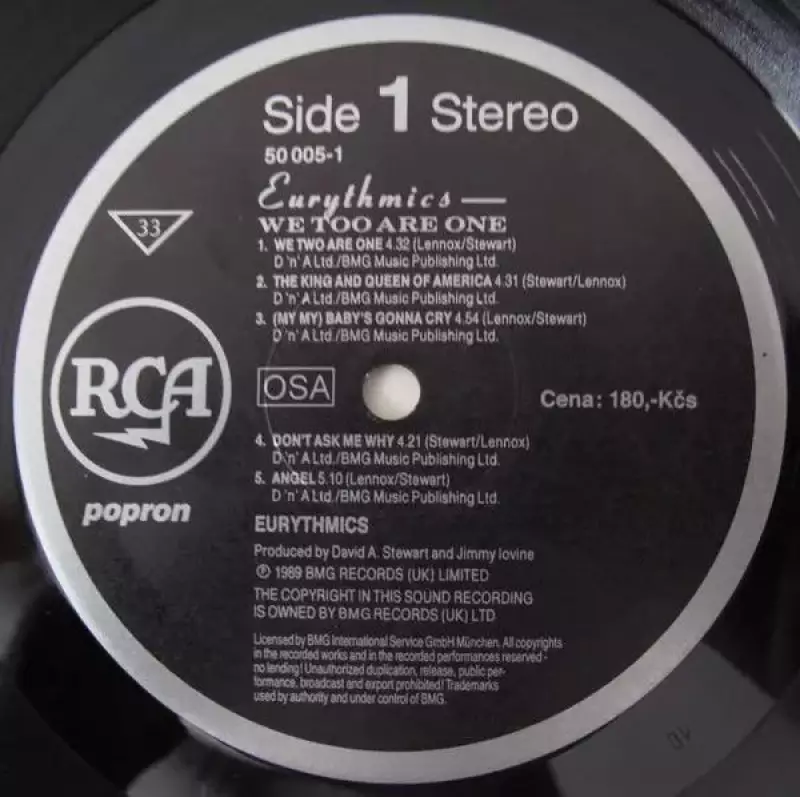 Side 1 Stereo
50 005-1
Eurythmics —
WE TOO ARE ONE
33
1. WE TWO ARE ONE 4.32 (Lennox/Stewart)
D 'n' A Ltd./BMG Music Publishing Ltd.
2. THE KING AND QUEEN OF AMERICA 4.31 (Stewart/Lennox)
D 'n' A Ltd./BMG Music Publishing Ltd.
3. (MY MY) BABY'S GONNA CRY 4.54 (Lennox/Stewart)
D 'n' A Ltd./BMG Music Publishing Ltd.
RCA
OSA
Cena: 180,-Kčs
4. DON'T ASK ME WHY 4.21 (Stewart/Lennox)
D 'n' A Ltd./BMG Music Publishing Ltd.
5. ANGEL 5.10 (Lennox/Stewart)
D 'n' A Ltd./BMG Music Publishing Ltd.
popron
EURYTHMICS
Produced by David A. Stewart and Jimmy Iovine
℗ 1989 BMG RECORDS (UK) LIMITED
THE COPYRIGHT IN THIS SOUND RECORDING
IS OWNED BY BMG RECORDS (UK) LTD
Licensed by BMG International Service GmbH München. All copyrights
in the recorded works and in the recorded performances reserved -
no lending! Unauthorized duplication, release, public per-
formance, broadcast and export prohibited! Trademarks
used by authority and under control of BMG.